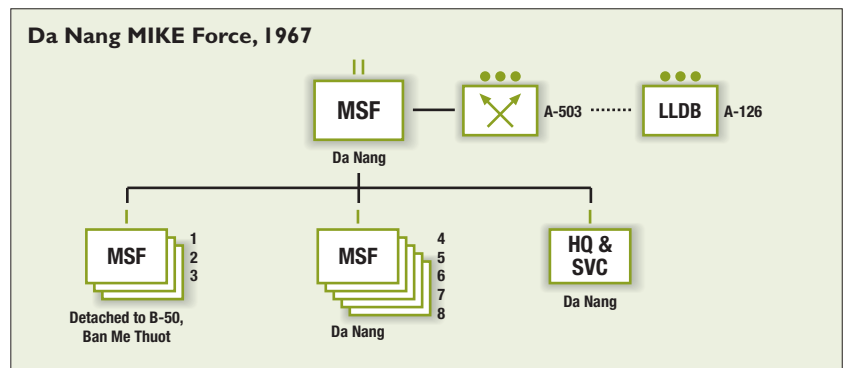 Da Nang MIKE Force, 1967
MSF
A-503
LLDB
A-126
Da Nang
MSF
1
2
3
Detached to B-50,
Ban Me Thuot
MSF
4
5
6
7
8
Da Nang
HQ &
SVC
Da Nang